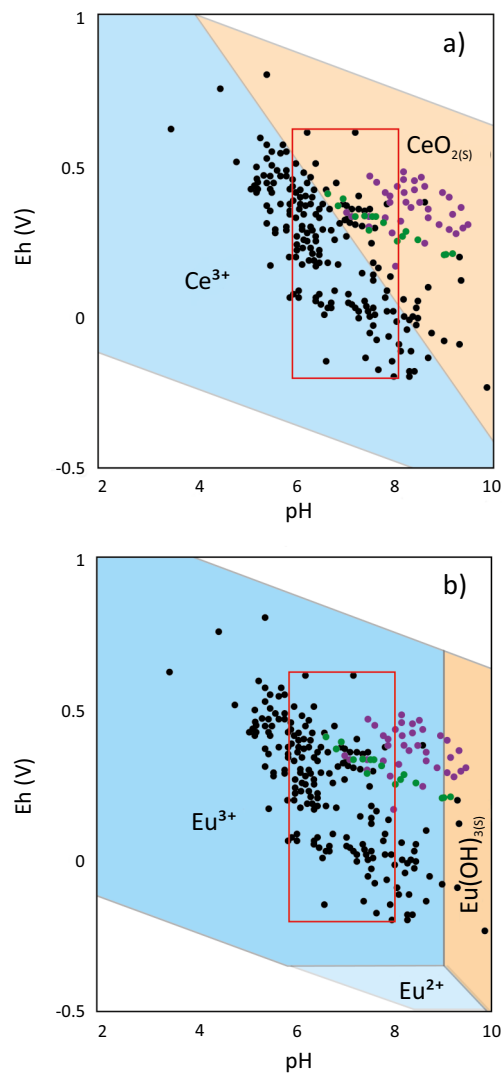 a)
1
0.5
0
-0.5
Eh (V)
CeO2(S)
Ce3+
2 4 6 8 10
pH
b)
1
0.5
0
-0.5
Eh (V)
Eu3+
Eu(OH)3(S)
Eu2+
2 4 6 8 10
pH